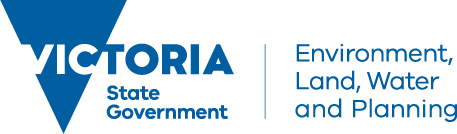 VICTORIA
State
Government
Environment,
Land, Water
and Planning